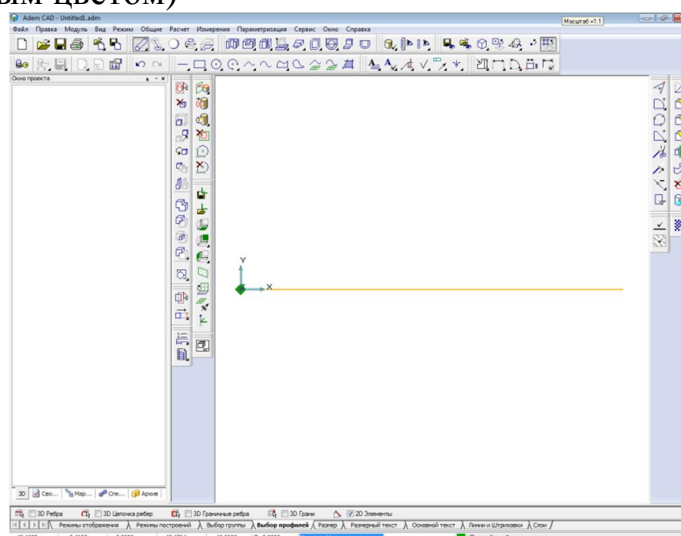 ым цветом)
Adem CAD - Untitled1.adm
Масштаб =1:1
Файл Правка Модуль Вид Режим Общие Расчет Измерения Параметризация Сервис Окно Справка
Окно проекта
Y
X
3D Сво... Мар... Спе... Архив
3D Ребра 3D Цепочка ребер 3D Граничные ребра 3D Грани 2D Элементы
Режимы отображения Режимы построений Выбор группы Выбор профилей Размер Размерный текст Основной текст Линии и Штриховки Слои